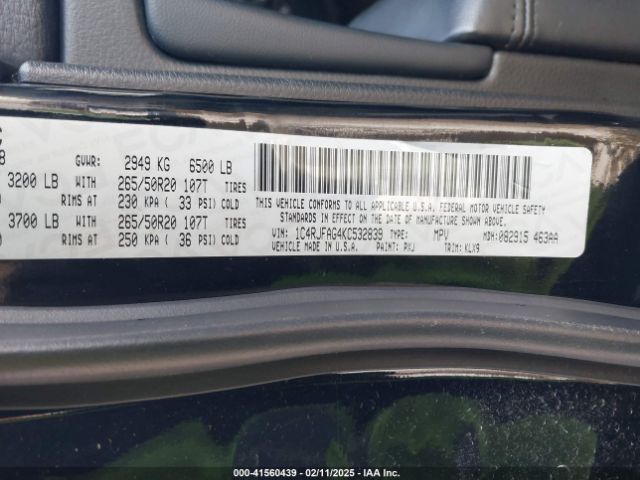 GVWR: 2949 KG 6500 LB
3200 LB WITH 265/50R20 107T TIRES
RIMS AT 230 KPA ( 33 PSI) COLD
3700 LB WITH 265/50R20 107T TIRES
RIMS AT 250 KPA ( 36 PSI) COLD
THIS VEHICLE CONFORMS TO ALL APPLICABLE U.S.A. FEDERAL MOTOR VEHICLE SAFETY
STANDARDS IN EFFECT ON THE DATE OF MANUFACTURE SHOWN ABOVE.
VIN: 1C4RJFAG4KC532839 TYPE: MPV MDH:082915 463AA
VEHICLE MADE IN U.S.A. PAINT: PXJ TRIM: KLX9
000-41560439 / 02/11/2025 / IAA Inc.